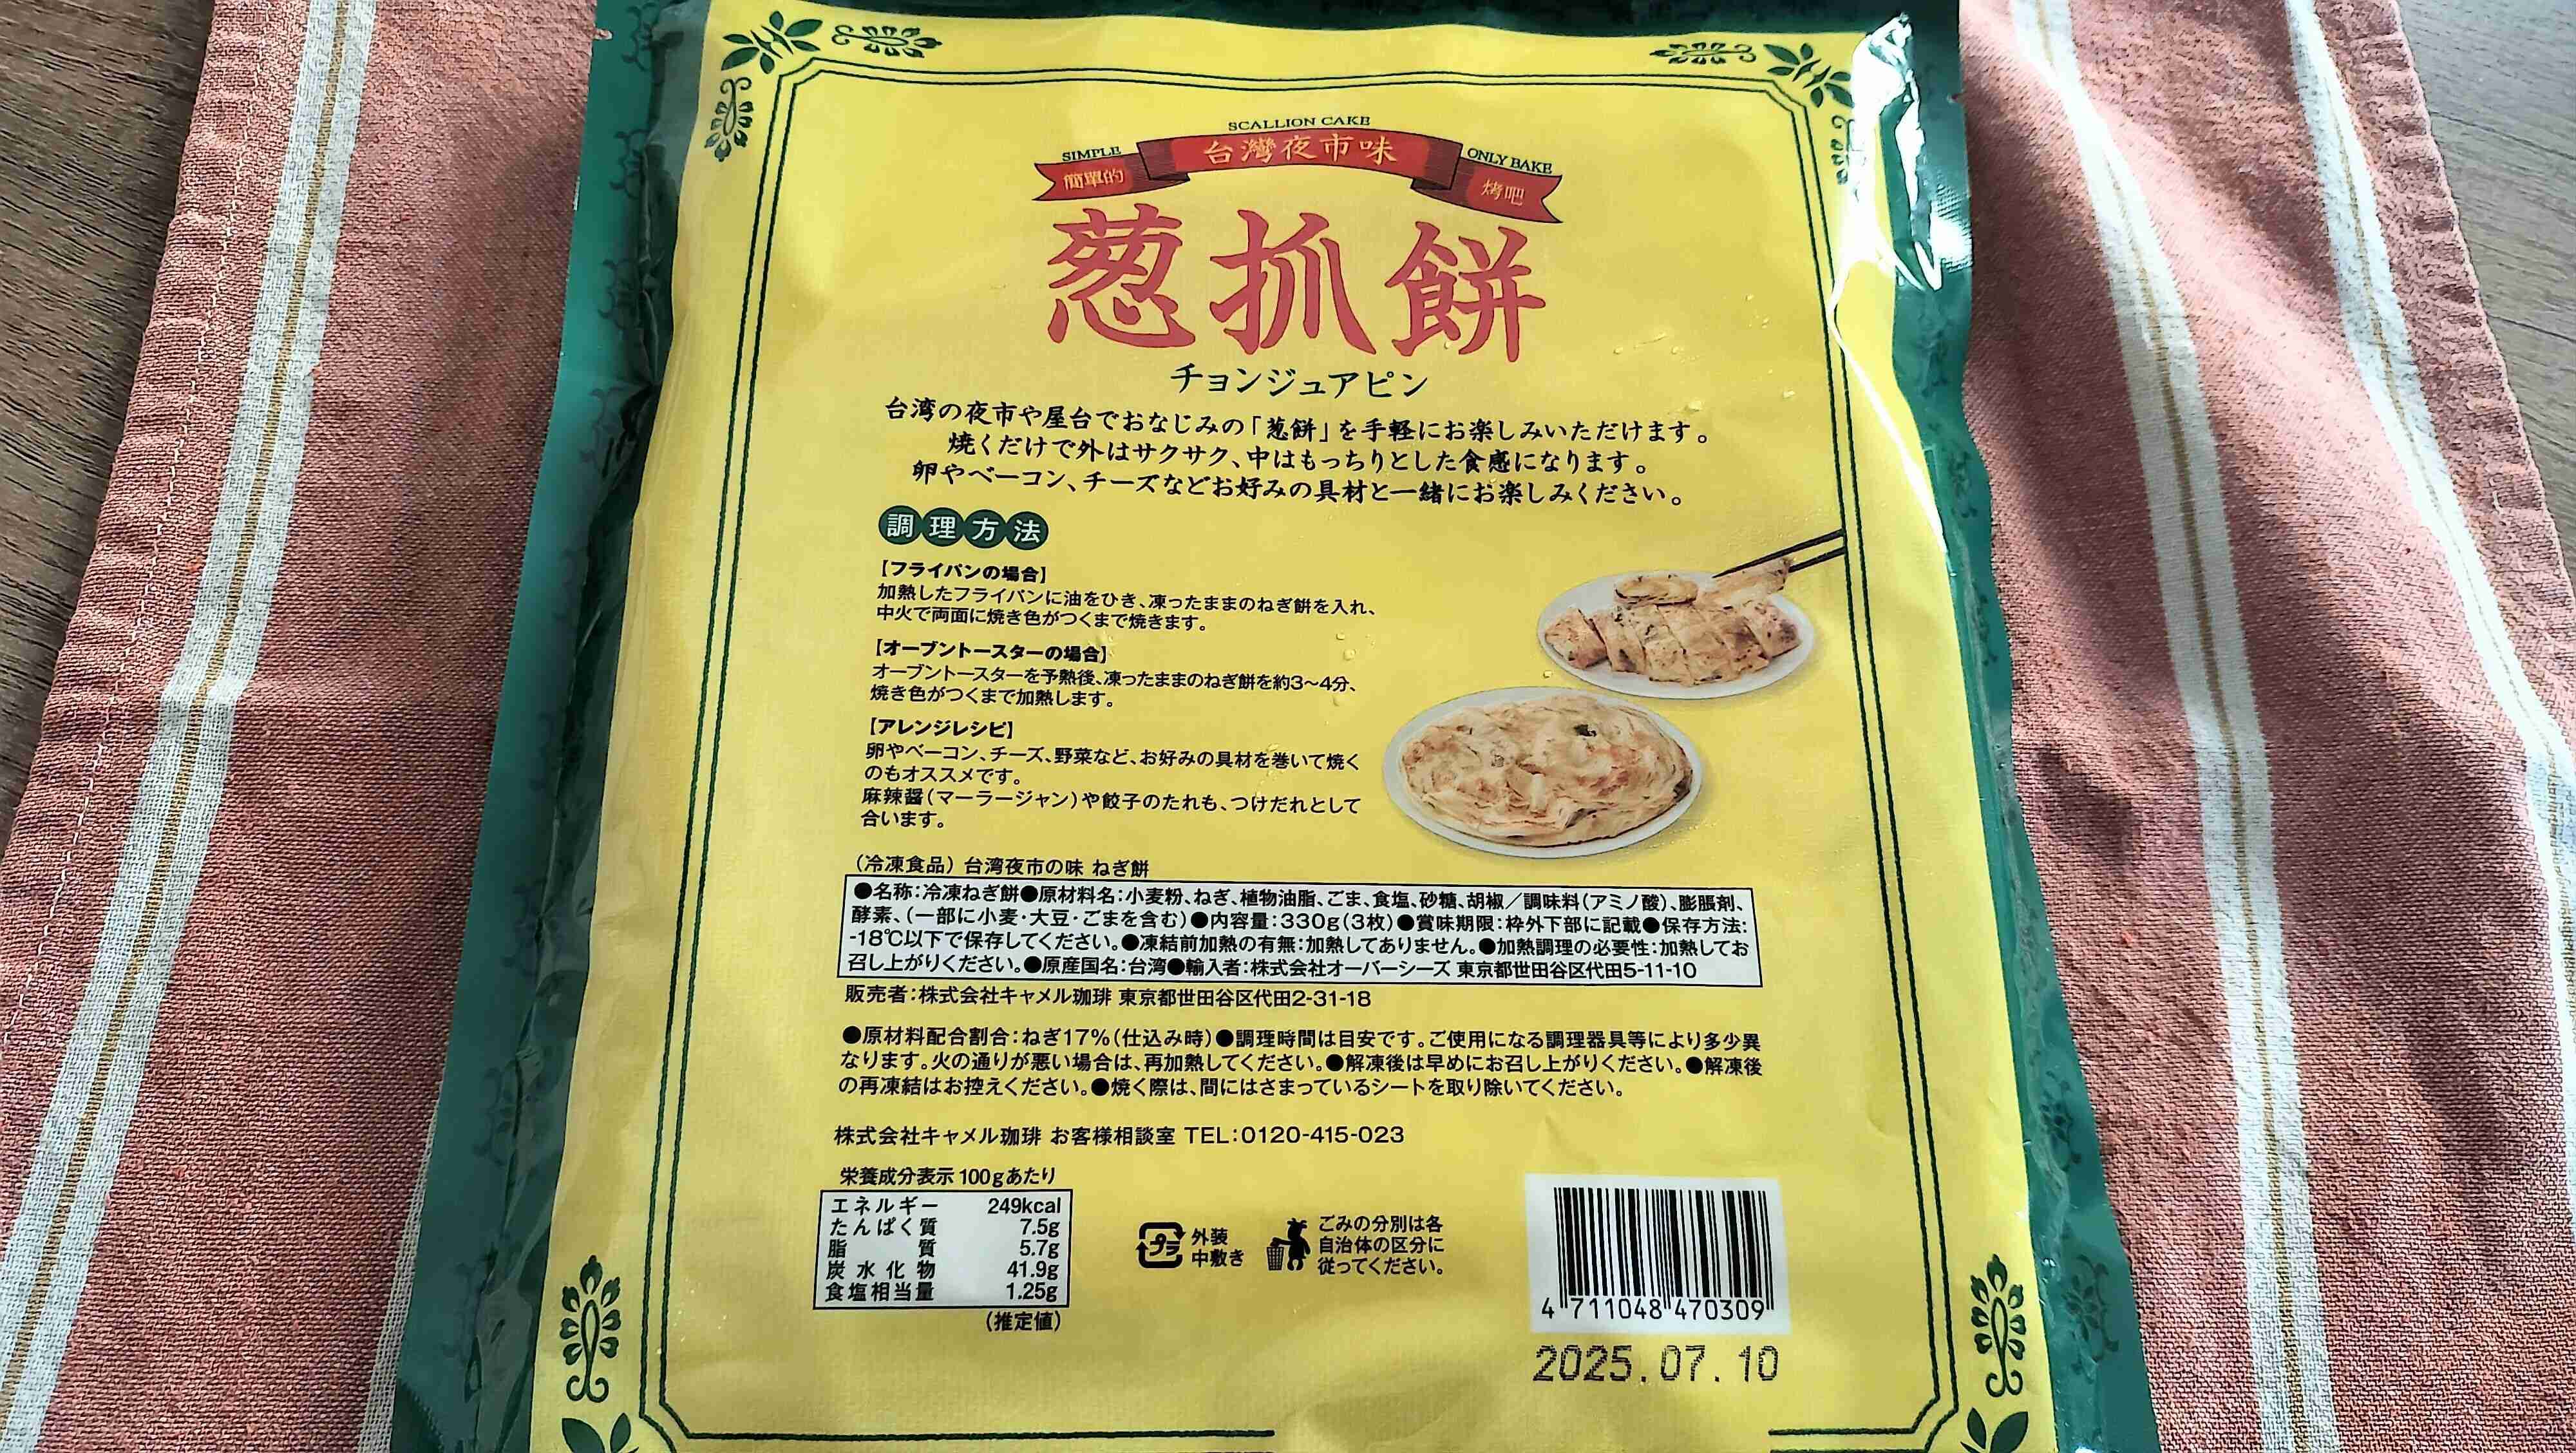 SCALLION CAKE
SIMPLE
台灣夜市味
ONLY BAKE
簡單的
烤吧
葱抓餅
チョンジュアピン
台湾の夜市や屋台でおなじみの「葱餅」を手軽にお楽しみいただけます。
焼くだけで外はサクサク、中はもっちりとした食感になります。
卵やベーコン、チーズなどお好みの具材と一緒にお楽しみください。
調理方法
【フライパンの場合】
加熱したフライパンに油をひき、凍ったままのねぎ餅を入れ、
中火で両面に焼き色がつくまで焼きます。
【オーブントースターの場合】
オーブントースターを予熱後、凍ったままのねぎ餅を約3〜4分、
焼き色がつくまで加熱します。
【アレンジレシピ】
卵やベーコン、チーズ、野菜など、お好みの具材を巻いて焼く
のもオススメです。
麻辣醤(マーラージャン)や餃子のたれも、つけだれとして
合います。
(冷凍食品) 台湾夜市の味 ねぎ餅
●名称:冷凍ねぎ餅●原材料名:小麦粉、ねぎ、植物油脂、ごま、食塩、砂糖、胡椒/調味料(アミノ酸)、膨脹剤、
酵素、(一部に小麦・大豆・ごまを含む)●内容量:330g(3枚)●賞味期限:枠外下部に記載●保存方法:
-18℃以下で保存してください。●凍結前加熱の有無:加熱してありません。●加熱調理の必要性:加熱してお
召し上がりください。●原産国名:台湾●輸入者:株式会社オーバーシーズ 東京都世田谷区代田5-11-10
販売者:株式会社キャメル珈琲 東京都世田谷区代田2-31-18
●原材料配合割合:ねぎ17%(仕込み時)●調理時間は目安です。ご使用になる調理器具等により多少異
なります。火の通りが悪い場合は、再加熱してください。●解凍後は早めにお召し上がりください。●解凍後
の再凍結はお控えください。●焼く際は、間にはさまっているシートを取り除いてください。
株式会社キャメル珈琲 お客様相談室 TEL:0120-415-023
栄養成分表示 100gあたり
エネルギー 249kcal
たんぱく質 7.5g
脂質 5.7g
炭水化物 41.9g
食塩相当量 1.25g
(推定値)
プラ
外装
中敷き
ごみの分別は各
自治体の区分に
従ってください。
4 711048 470309
2025.07.10